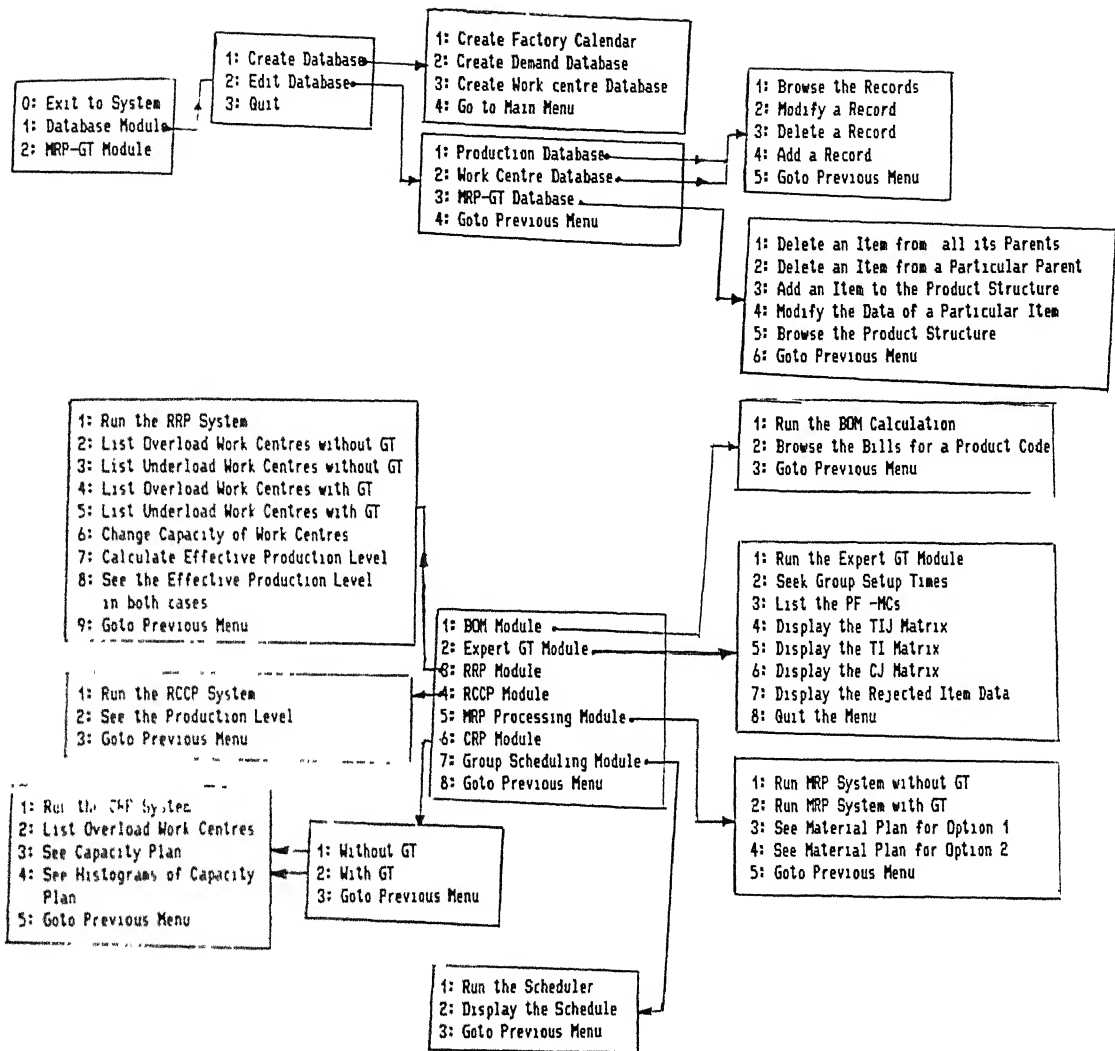 0: Exit to System
1: Database Module
2: MRP-GT Module
1: Create Database
2: Edit Database
3: Quit
1: Create Factory Calendar
2: Create Demand Database
3: Create Work centre Database
4: Go to Main Menu
1: Production Database
2: Work Centre Database
3: MRP-GT Database
4: Goto Previous Menu
1: Browse the Records
2: Modify a Record
3: Delete a Record
4: Add a Record
5: Goto Previous Menu
1: Delete an Item from all its Parents
2: Delete an Item from a Particular Parent
3: Add an Item to the Product Structure
4: Modify the Data of a Particular Item
5: Browse the Product Structure
6: Goto Previous Menu
1: Run the RRP System
2: List Overload Work Centres without GT
3: List Underload Work Centres without GT
4: List Overload Work Centres with GT
5: List Underload Work Centres with GT
6: Change Capacity of Work Centres
7: Calculate Effective Production Level
8: See the Effective Production Level
in both cases
9: Goto Previous Menu
1: Run the BOM Calculation
2: Browse the Bills for a Product Code
3: Goto Previous Menu
1: BOM Module
2: Expert GT Module
3: RRP Module
4: RCCP Module
5: MRP Processing Module
6: CRP Module
7: Group Scheduling Module
8: Goto Previous Menu
1: Run the Expert GT Module
2: Seek Group Setup Times
3: List the PF -MCs
4: Display the TIJ Matrix
5: Display the TI Matrix
6: Display the CJ Matrix
7: Display the Rejected Item Data
8: Quit the Menu
1: Run the RCCP System
2: See the Production Level
3: Goto Previous Menu
1: Run the CRP System
2: List Overload Work Centres
3: See Capacity Plan
4: See Histograms of Capacity
Plan
5: Goto Previous Menu
1: Without GT
2: With GT
3: Goto Previous Menu
1: Run MRP System without GT
2: Run MRP System with GT
3: See Material Plan for Option 1
4: See Material Plan for Option 2
5: Goto Previous Menu
1: Run the Scheduler
2: Display the Schedule
3: Goto Previous Menu